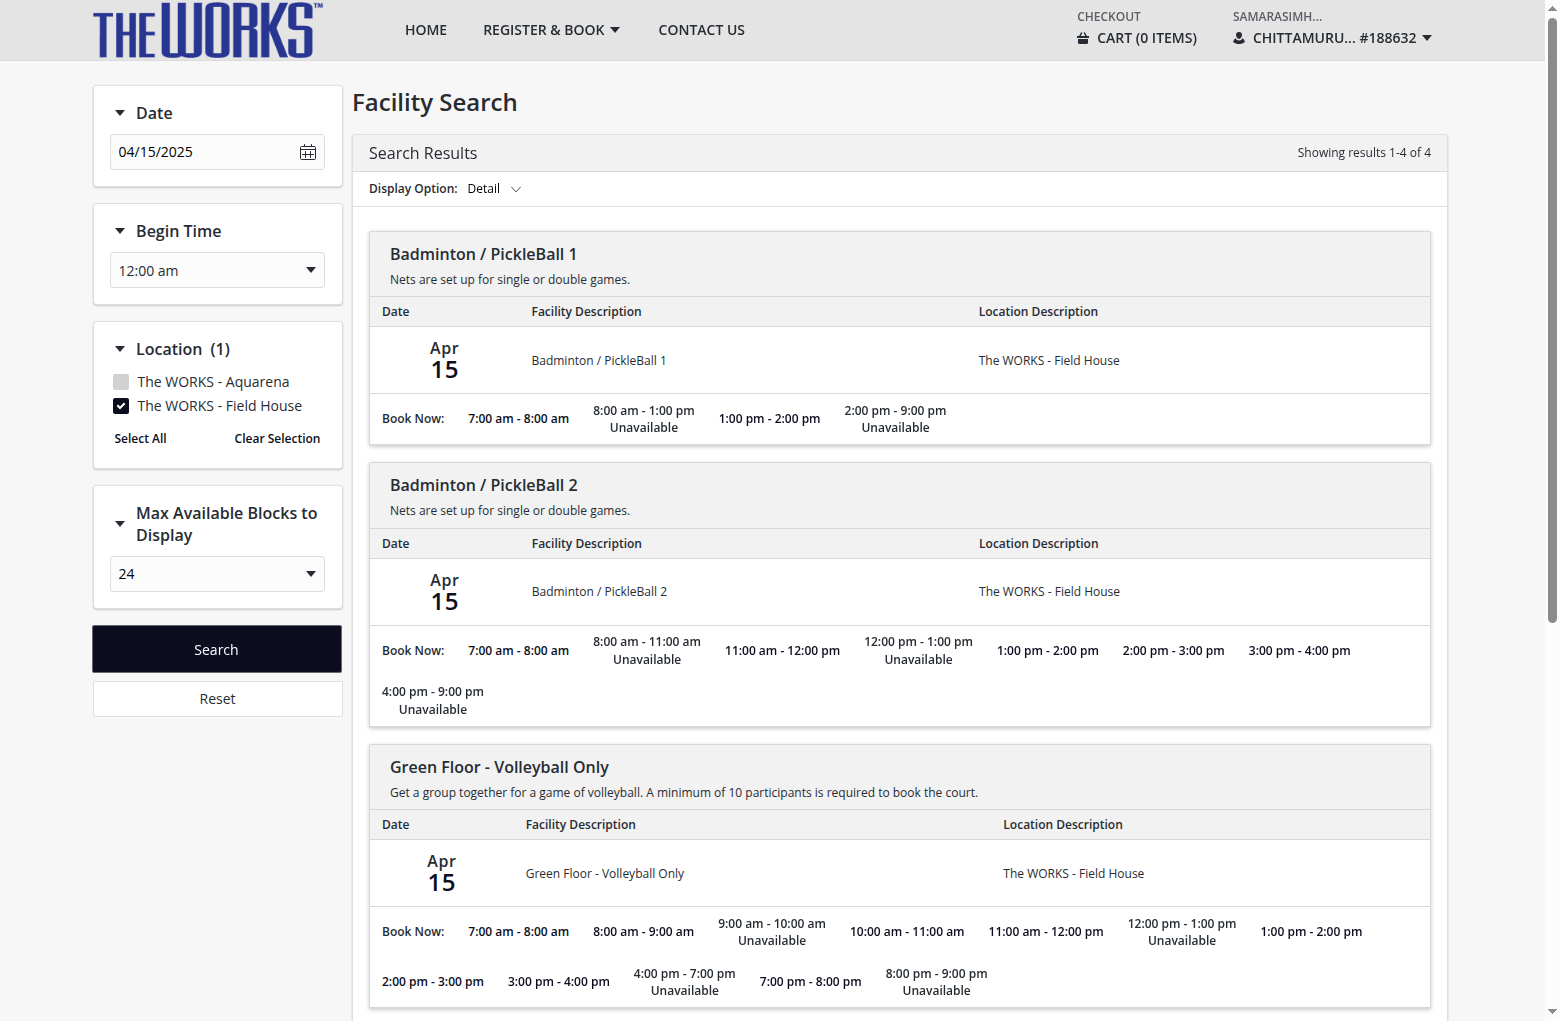 THE WORKS™
HOME
REGISTER & BOOK
CONTACT US
CHECKOUT
CART (0 ITEMS)
SAMARASIMH...
CHITTAMURU... #188632
Date
04/15/2025
Begin Time
12:00 am
Location (1)
The WORKS - Aquarena
The WORKS - Field House
Select All
Clear Selection
Max Available Blocks to
Display
24
Search
Reset
Facility Search
Search Results
Showing results 1-4 of 4
Display Option: Detail
Badminton / PickleBall 1
Nets are set up for single or double games.
Date Facility Description Location Description
Apr
15
Badminton / PickleBall 1
The WORKS - Field House
Book Now:
7:00 am - 8:00 am
8:00 am - 1:00 pm
Unavailable
1:00 pm - 2:00 pm
2:00 pm - 9:00 pm
Unavailable
Badminton / PickleBall 2
Nets are set up for single or double games.
Date Facility Description Location Description
Apr
15
Badminton / PickleBall 2
The WORKS - Field House
Book Now:
7:00 am - 8:00 am
8:00 am - 11:00 am
Unavailable
11:00 am - 12:00 pm
12:00 pm - 1:00 pm
Unavailable
1:00 pm - 2:00 pm
2:00 pm - 3:00 pm
3:00 pm - 4:00 pm
4:00 pm - 9:00 pm
Unavailable
Green Floor - Volleyball Only
Get a group together for a game of volleyball. A minimum of 10 participants is required to book the court.
Date Facility Description Location Description
Apr
15
Green Floor - Volleyball Only
The WORKS - Field House
Book Now:
7:00 am - 8:00 am
8:00 am - 9:00 am
9:00 am - 10:00 am
Unavailable
10:00 am - 11:00 am
11:00 am - 12:00 pm
12:00 pm - 1:00 pm
Unavailable
1:00 pm - 2:00 pm
2:00 pm - 3:00 pm
3:00 pm - 4:00 pm
4:00 pm - 7:00 pm
Unavailable
7:00 pm - 8:00 pm
8:00 pm - 9:00 pm
Unavailable